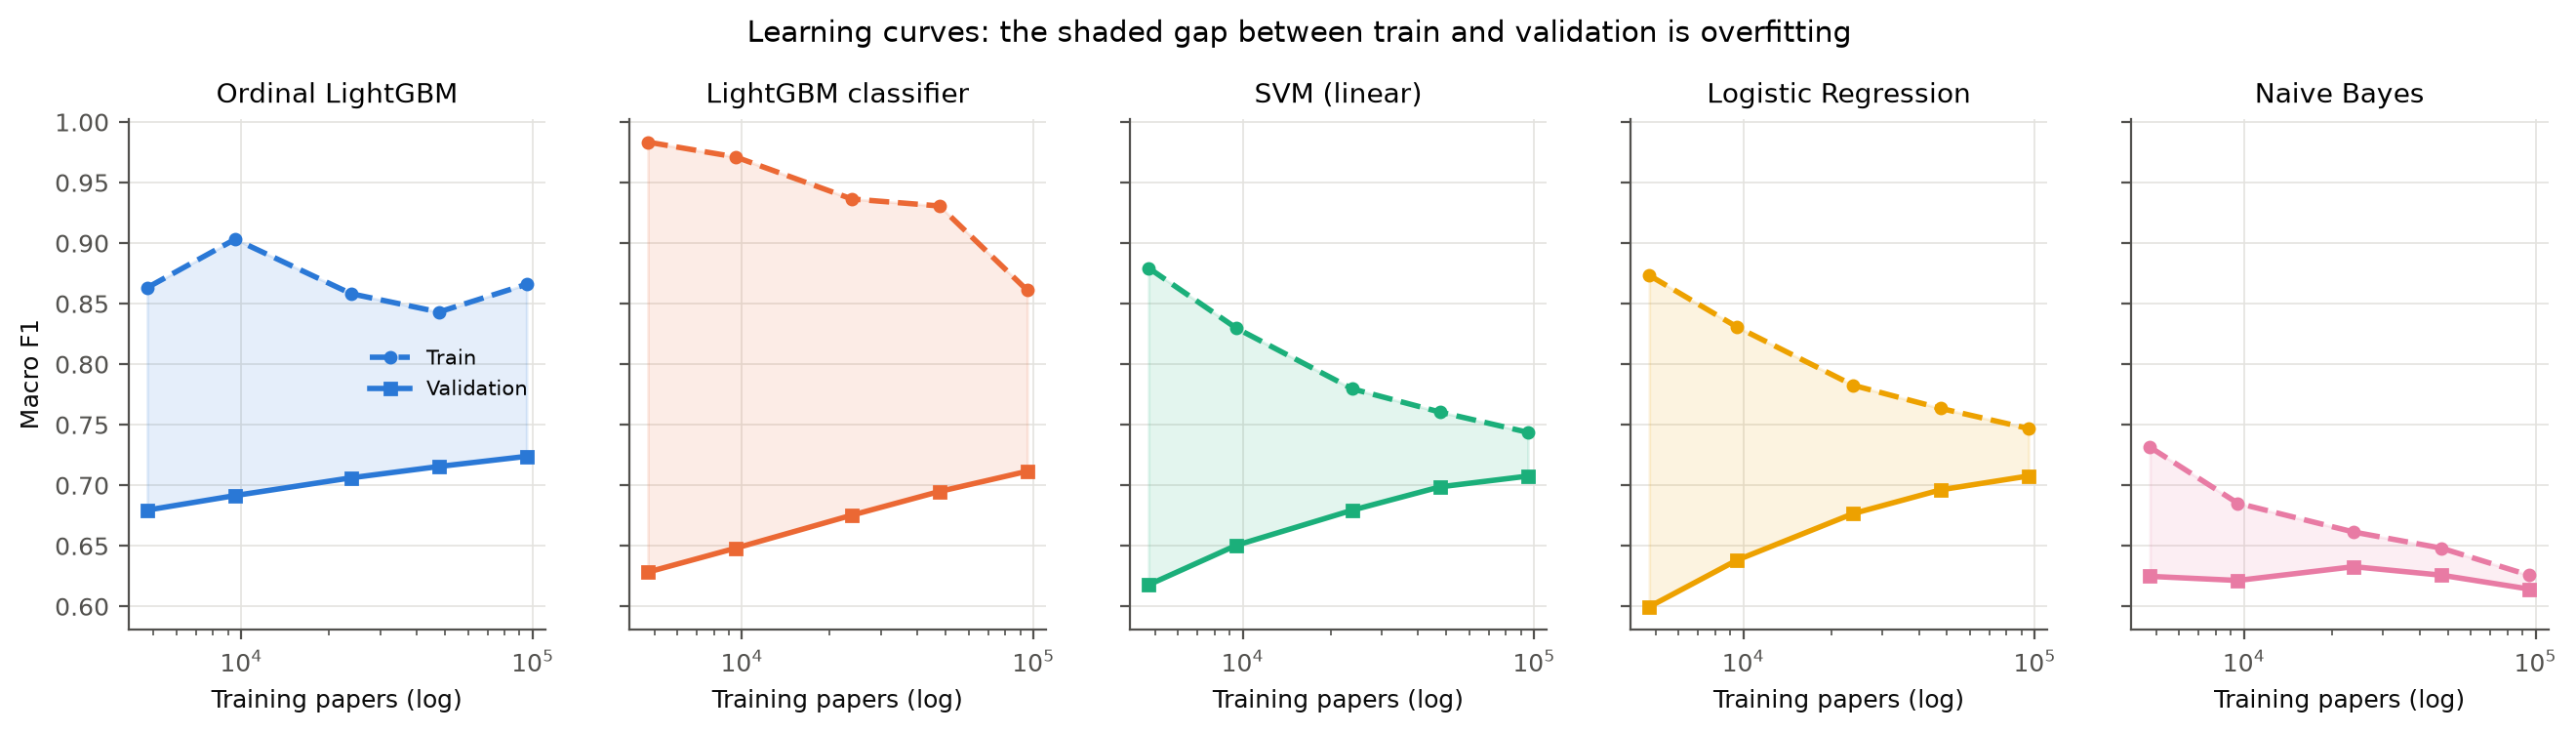 Learning curves: the shaded gap between train and validation is overfitting
Ordinal LightGBM
LightGBM classifier
SVM (linear)
Logistic Regression
Naive Bayes
Macro F1
1.00
0.95
0.90
0.85
0.80
0.75
0.70
0.65
0.60
Train
Validation
10⁴ 10⁵
10⁴ 10⁵
10⁴ 10⁵
10⁴ 10⁵
10⁴ 10⁵
Training papers (log)
Training papers (log)
Training papers (log)
Training papers (log)
Training papers (log)